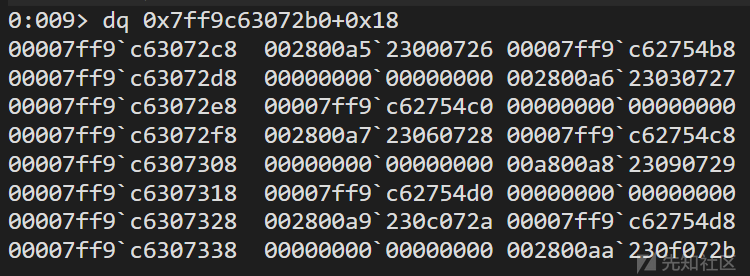 0:009> dq 0x7ff9c63072b0+0x18
00007ff9`c63072c8  002800a5`23000726 00007ff9`c62754b8
00007ff9`c63072d8  00000000`00000000 002800a6`23030727
00007ff9`c63072e8  00007ff9`c62754c0 00000000`00000000
00007ff9`c63072f8  002800a7`23060728 00007ff9`c62754c8
00007ff9`c6307308  00000000`00000000 00a800a8`23090729
00007ff9`c6307318  00007ff9`c62754d0 00000000`00000000
00007ff9`c6307328  002800a9`230c072a 00007ff9`c62754d8
00007ff9`c6307338  00000000`00000000 002800aa`230f072b
先知社区